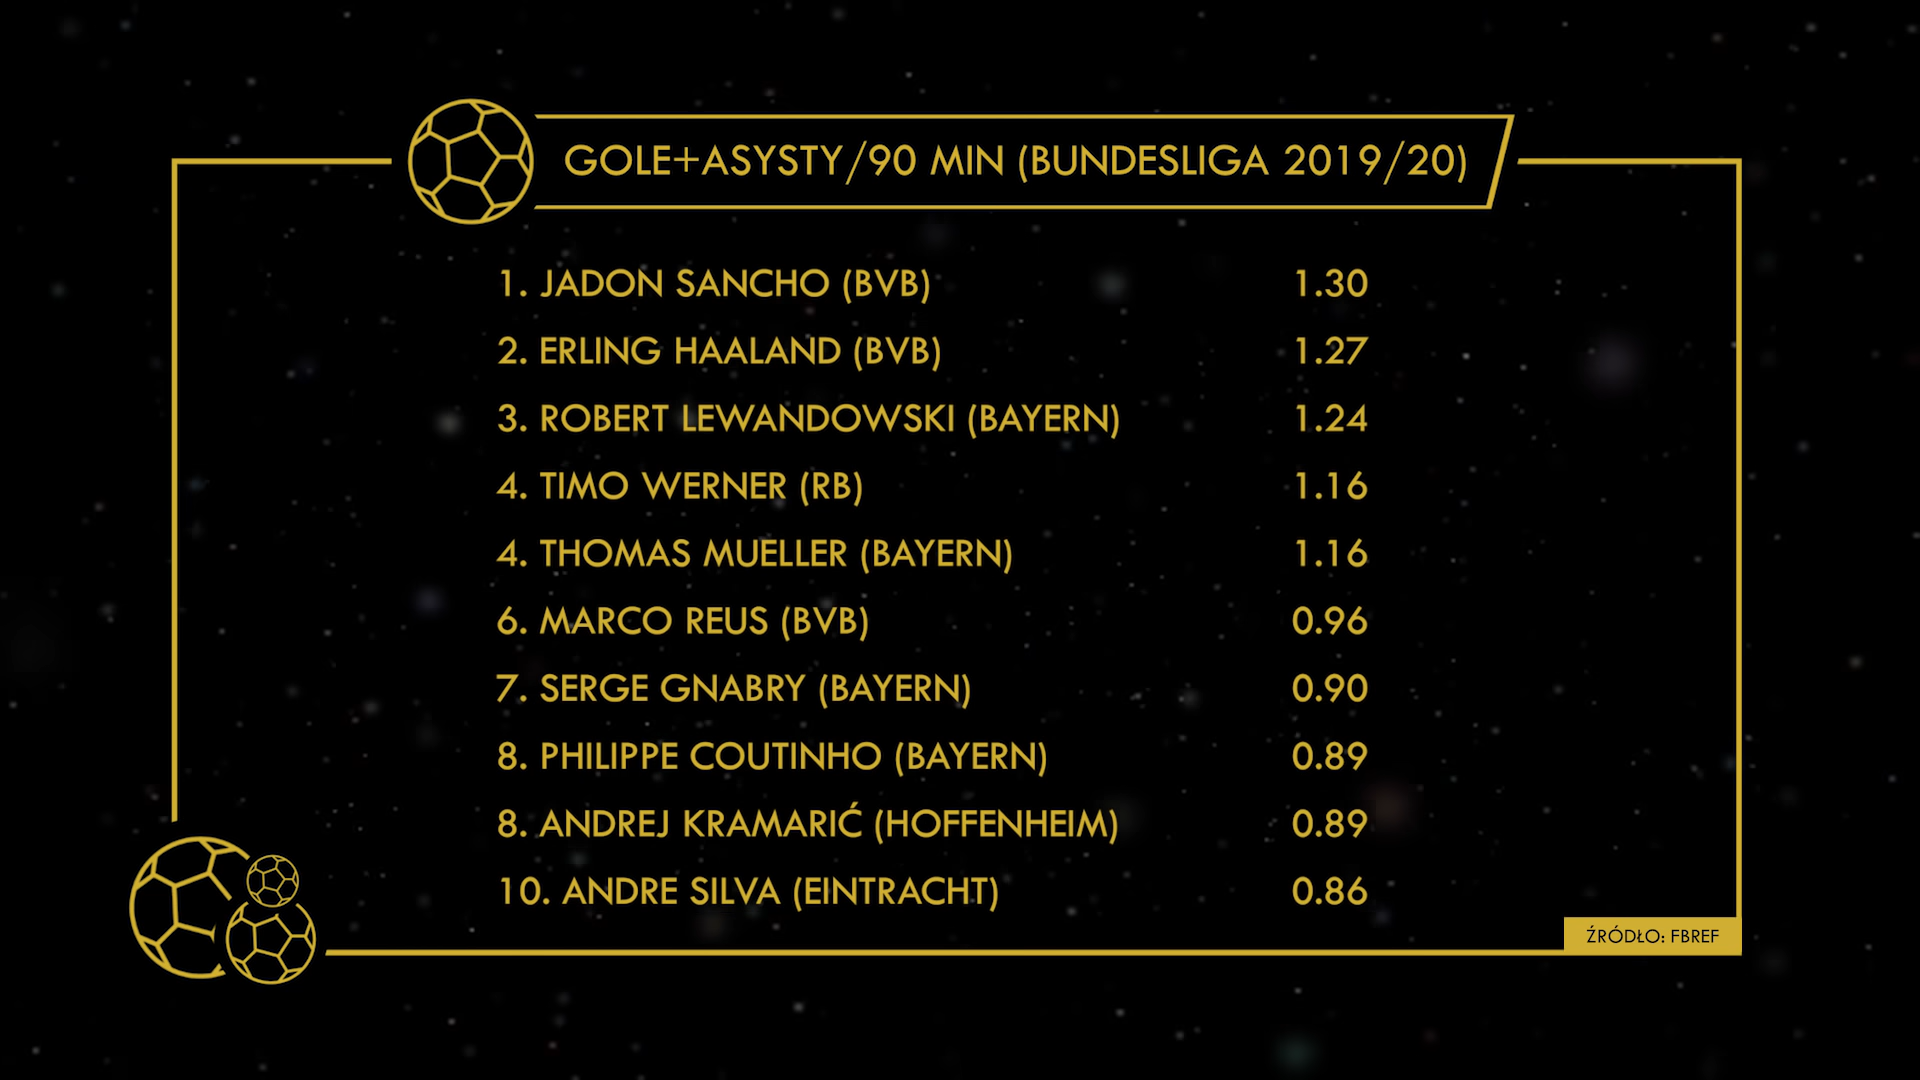 GOLE+ASYSTY/90 MIN (BUNDESLIGA 2019/20)
1. JADON SANCHO (BVB) 1.30
2. ERLING HAALAND (BVB) 1.27
3. ROBERT LEWANDOWSKI (BAYERN) 1.24
4. TIMO WERNER (RB) 1.16
4. THOMAS MUELLER (BAYERN) 1.16
6. MARCO REUS (BVB) 0.96
7. SERGE GNABRY (BAYERN) 0.90
8. PHILIPPE COUTINHO (BAYERN) 0.89
8. ANDREJ KRAMARIĆ (HOFFENHEIM) 0.89
10. ANDRE SILVA (EINTRACHT) 0.86
ŹRÓDŁO: FBREF